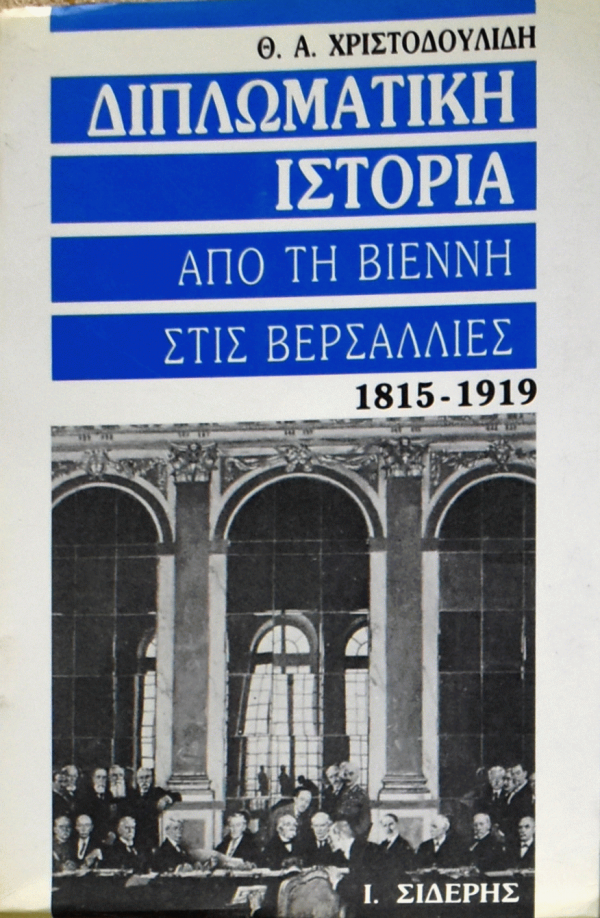 Θ. Α. ΧΡΙΣΤΟΔΟΥΛΙΔΗ
ΔΙΠΛΩΜΑΤΙΚΗ
ΙΣΤΟΡΙΑ
ΑΠΟ ΤΗ ΒΙΕΝΝΗ
ΣΤΙΣ ΒΕΡΣΑΛΛΙΕΣ
1815-1919
Ι. ΣΙΔΕΡΗΣ